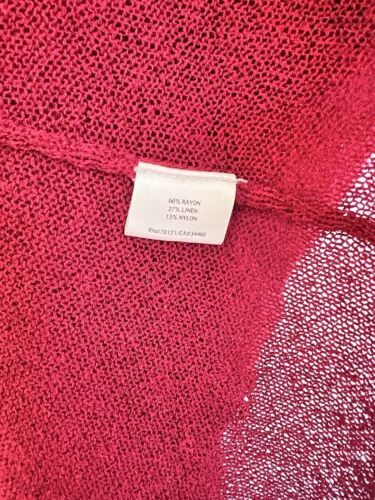 60% RAYON
27% LINEN
13% NYLON
RN#78121/CA#34460